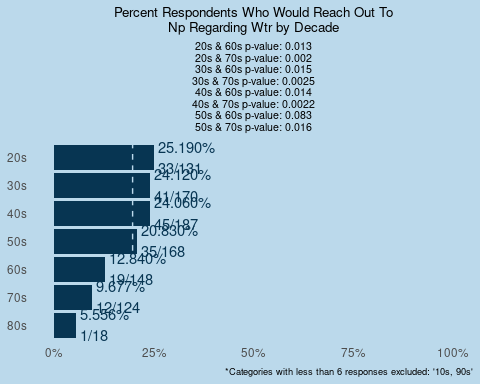 Percent Respondents Who Would Reach Out To
Np Regarding Wtr by Decade
20s & 60s p-value: 0.013
20s & 70s p-value: 0.002
30s & 60s p-value: 0.015
30s & 70s p-value: 0.0025
40s & 60s p-value: 0.014
40s & 70s p-value: 0.0022
50s & 60s p-value: 0.083
50s & 70s p-value: 0.016
20s
25.190%
33/131
30s
24.120%
41/170
40s
24.060%
45/187
50s
20.830%
35/168
60s
12.840%
19/148
70s
9.677%
12/124
80s
5.556%
1/18
0% 25% 50% 75% 100%
*Categories with less than 6 responses excluded: '10s, 90s'